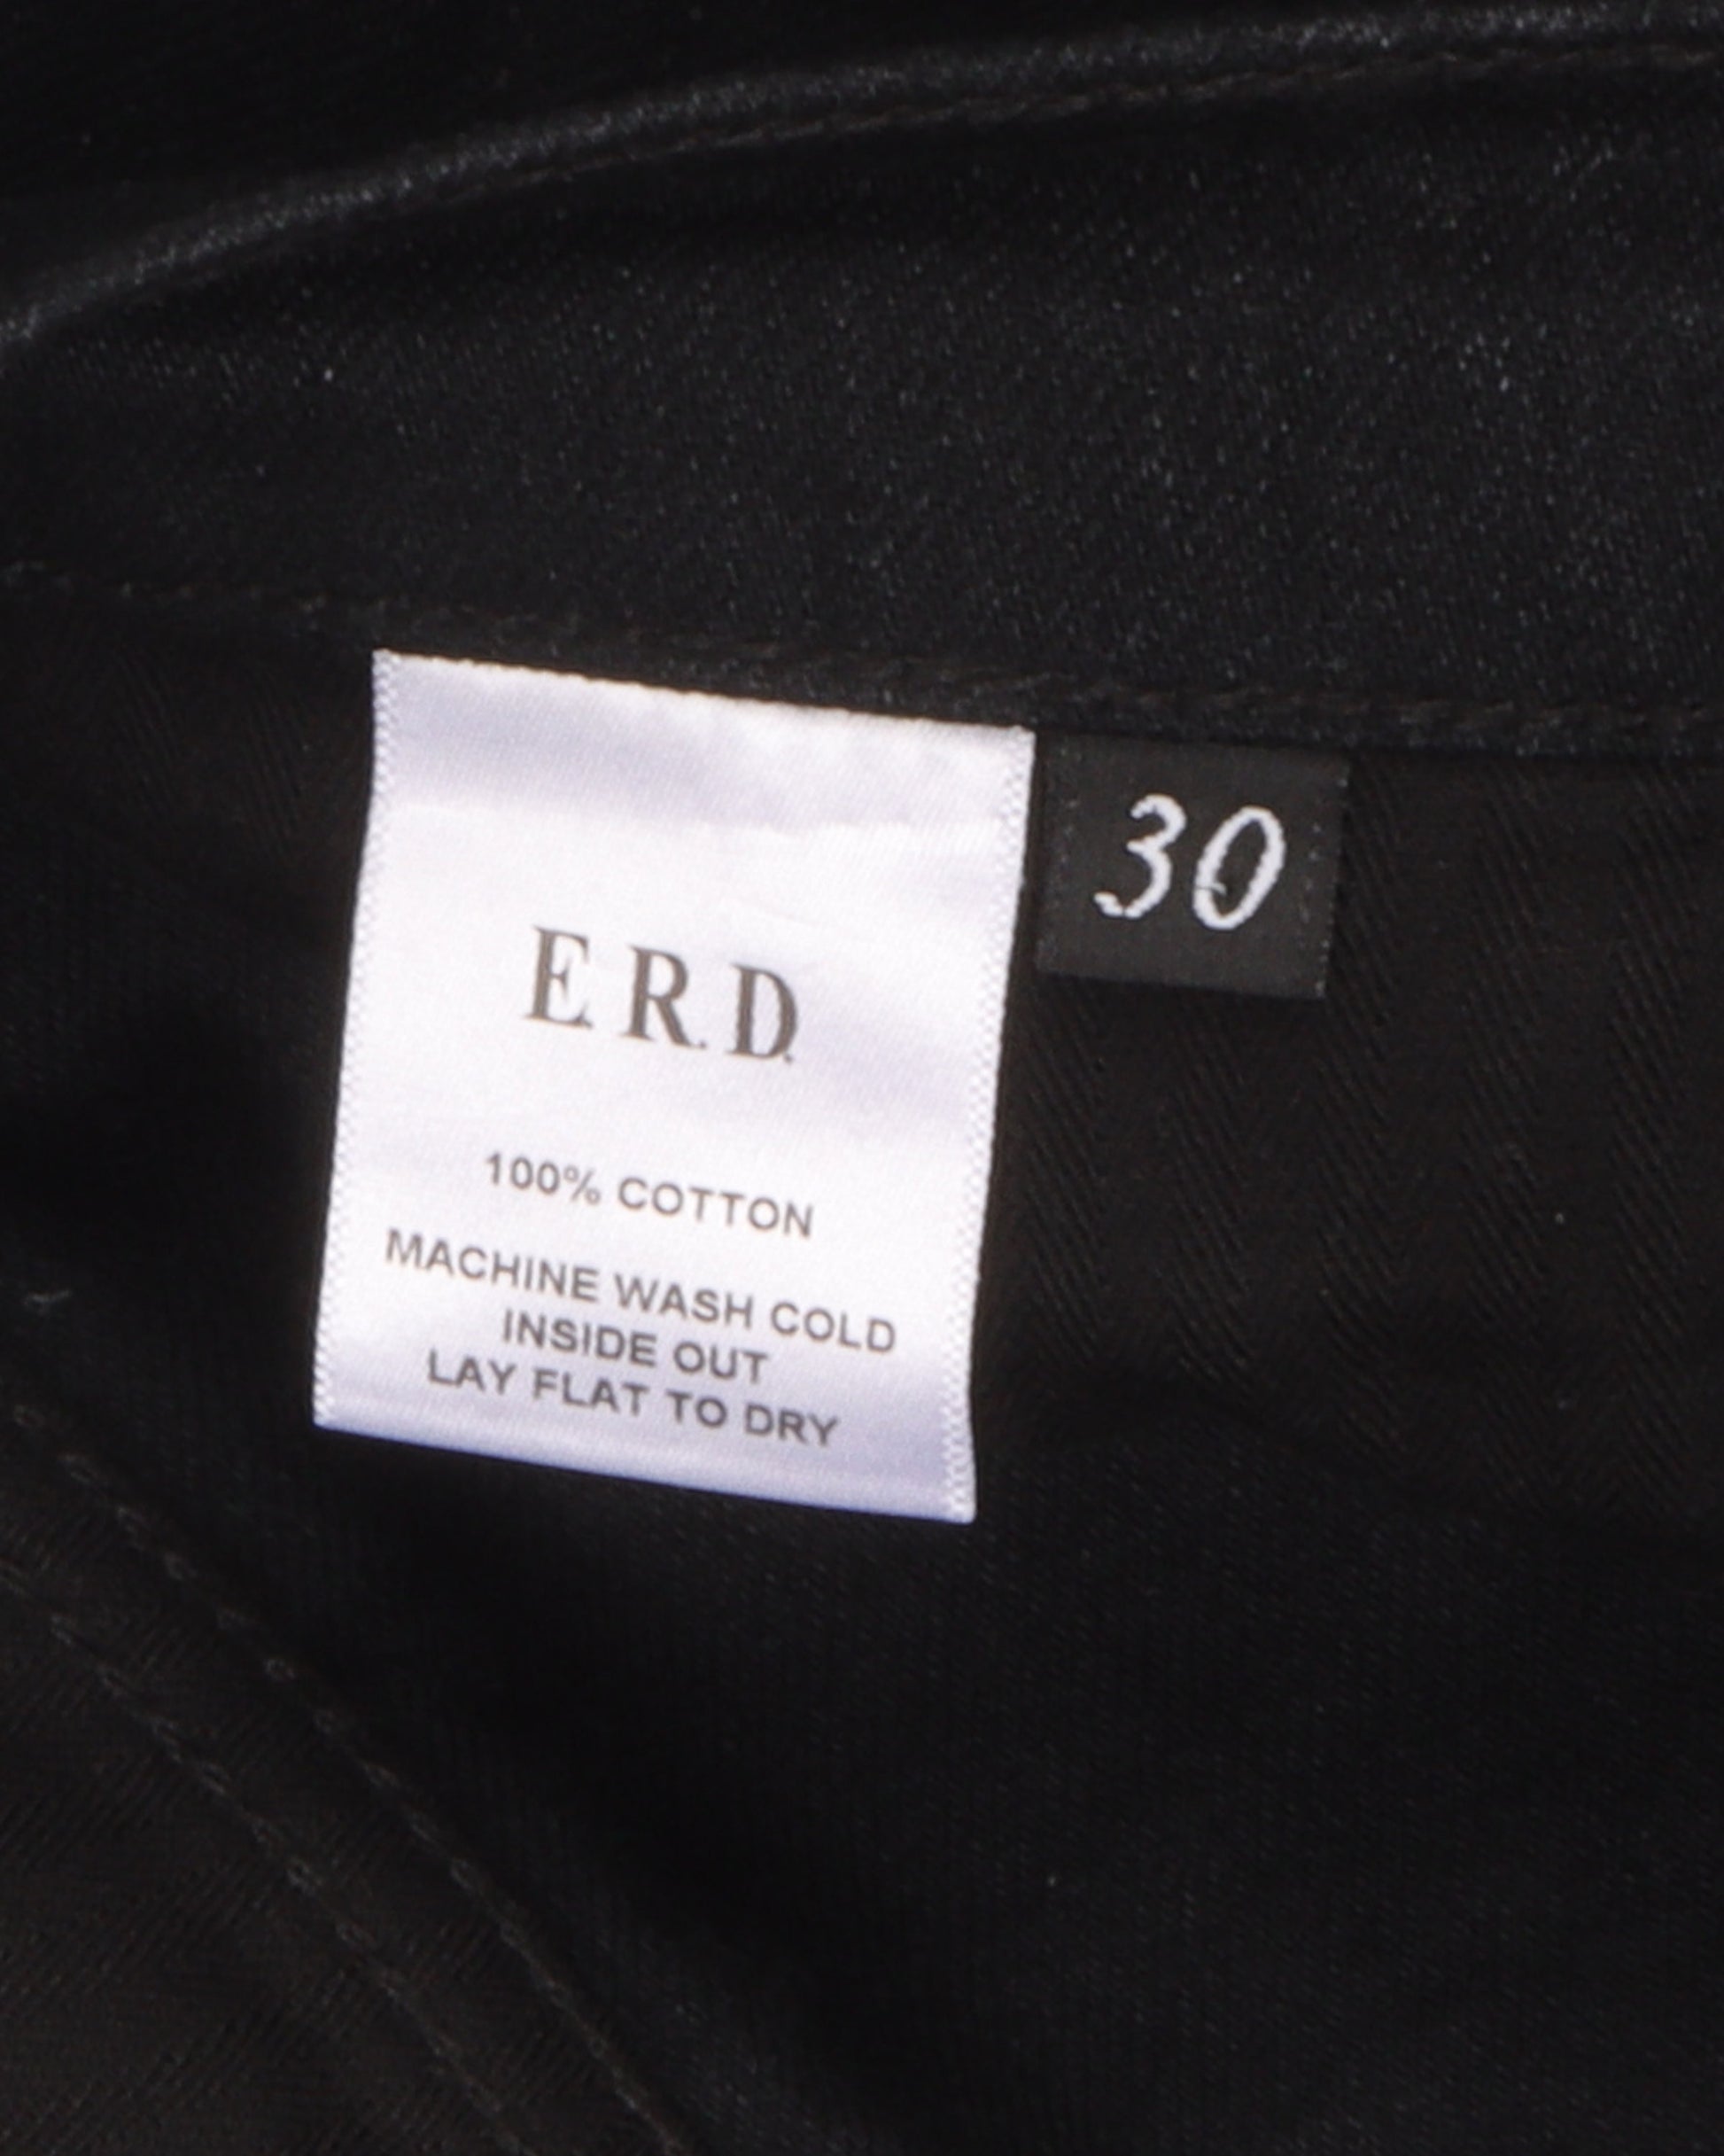 30
E.R.D.
100% COTTON
MACHINE WASH COLD
INSIDE OUT
LAY FLAT TO DRY